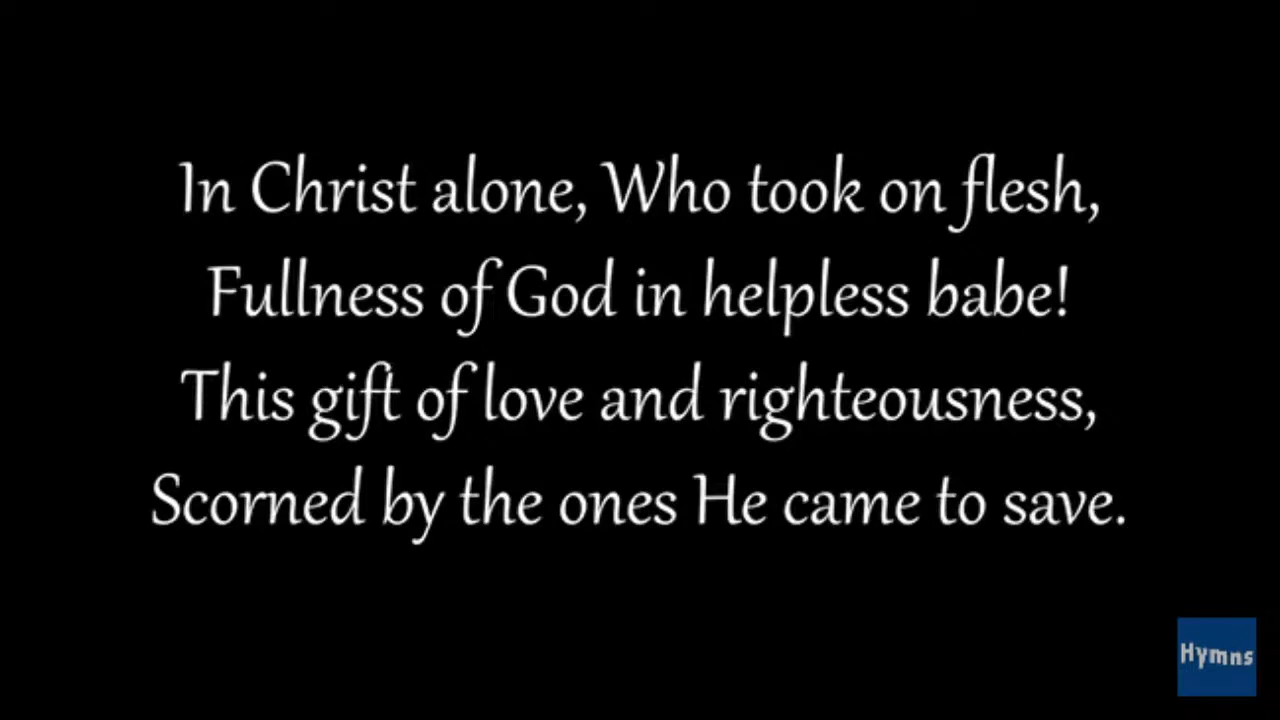 In Christ alone, Who took on flesh,
Fullness of God in helpless babe!
This gift of love and righteousness,
Scorned by the ones He came to save.
Hymns